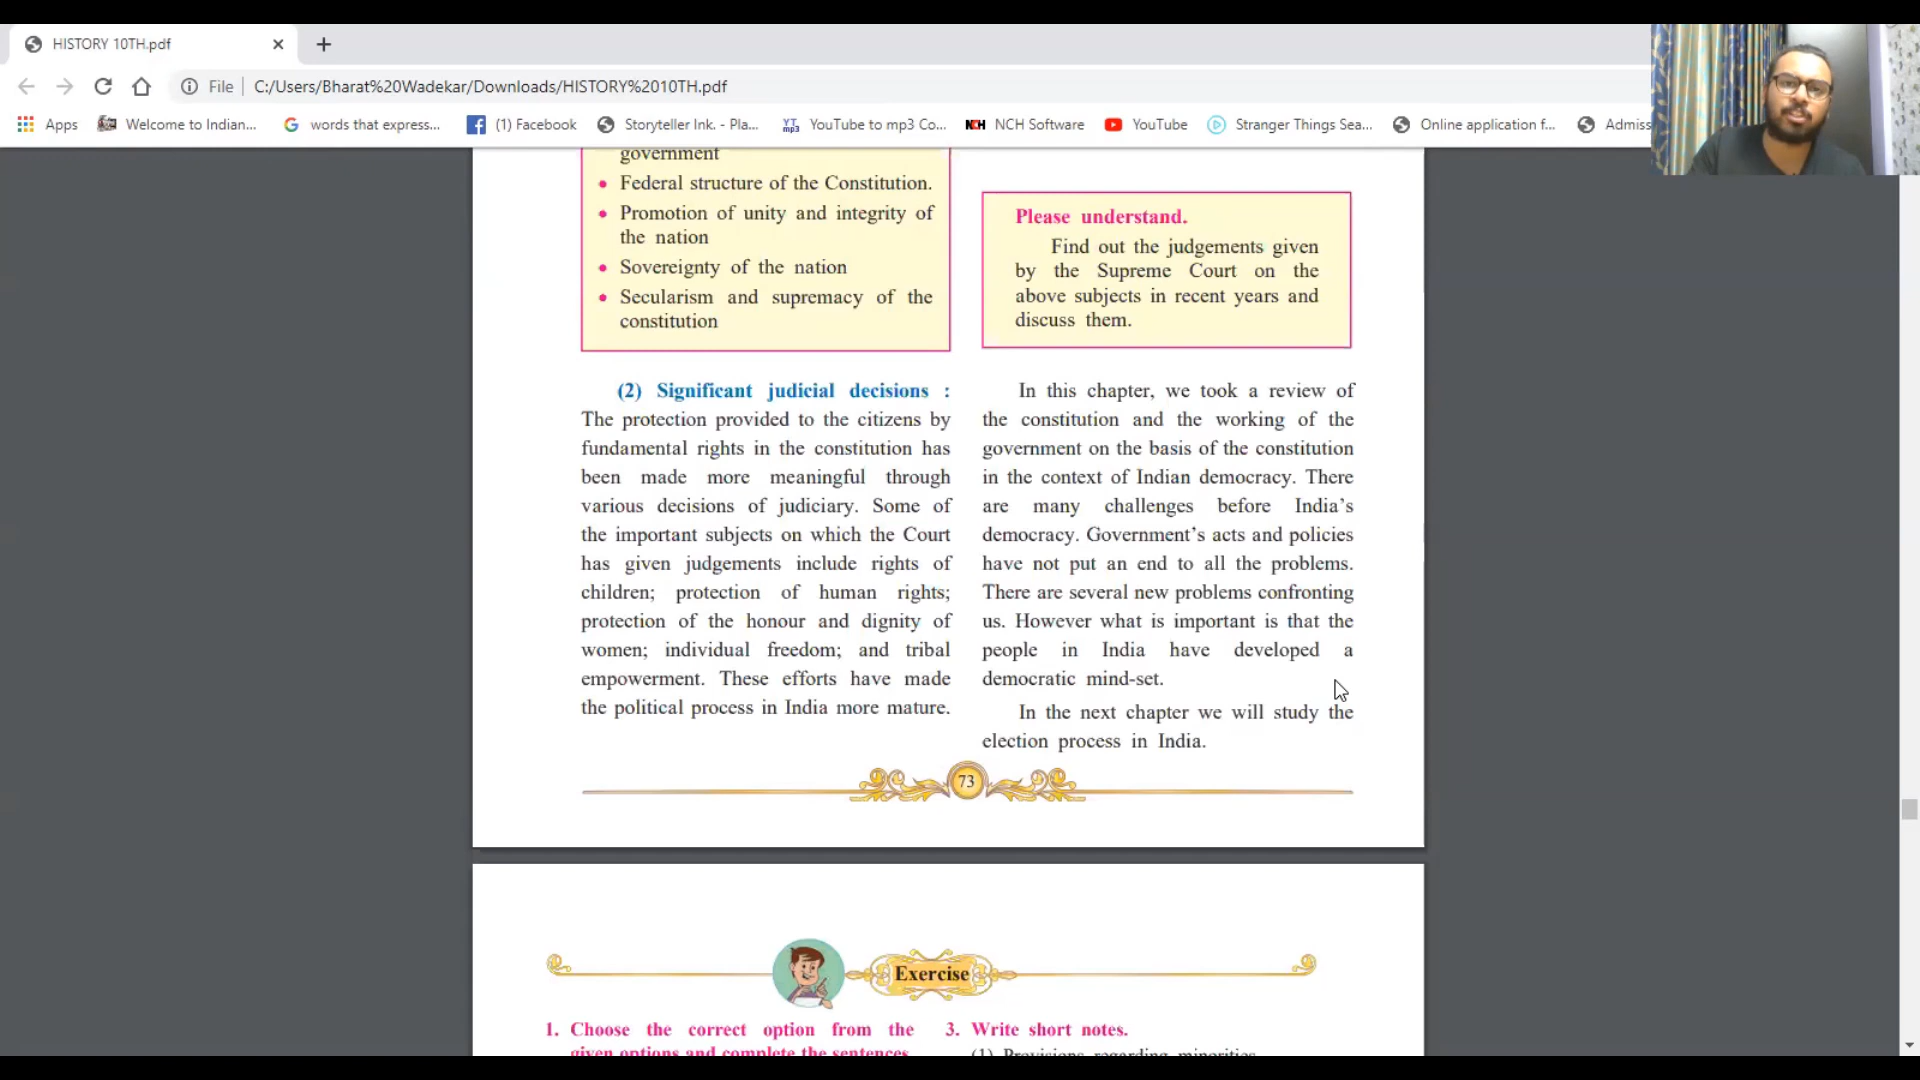 HISTORY 10TH.pdf
File C:/Users/Bharat%20Wadekar/Downloads/HISTORY%2010TH.pdf
Apps Welcome to Indian... words that express... (1) Facebook Storyteller Ink. - Pla... YouTube to mp3 Co... NCH Software YouTube Stranger Things Sea... Online application f... Admiss
government
• Federal structure of the Constitution.
• Promotion of unity and integrity of
the nation
• Sovereignty of the nation
• Secularism and supremacy of the
constitution
(2) Significant judicial decisions :
The protection provided to the citizens by
fundamental rights in the constitution has
been made more meaningful through
various decisions of judiciary. Some of
the important subjects on which the Court
has given judgements include rights of
children; protection of human rights;
protection of the honour and dignity of
women; individual freedom; and tribal
empowerment. These efforts have made
the political process in India more mature.
Please understand.
Find out the judgements given
by the Supreme Court on the
above subjects in recent years and
discuss them.
In this chapter, we took a review of
the constitution and the working of the
government on the basis of the constitution
in the context of Indian democracy. There
are many challenges before India's
democracy. Government's acts and policies
have not put an end to all the problems.
There are several new problems confronting
us. However what is important is that the
people in India have developed a
democratic mind-set.
In the next chapter we will study the
election process in India.
73
Exercise
1. Choose the correct option from the
given options and complete the sentences.
3. Write short notes.
(1) Provisions regarding minorities